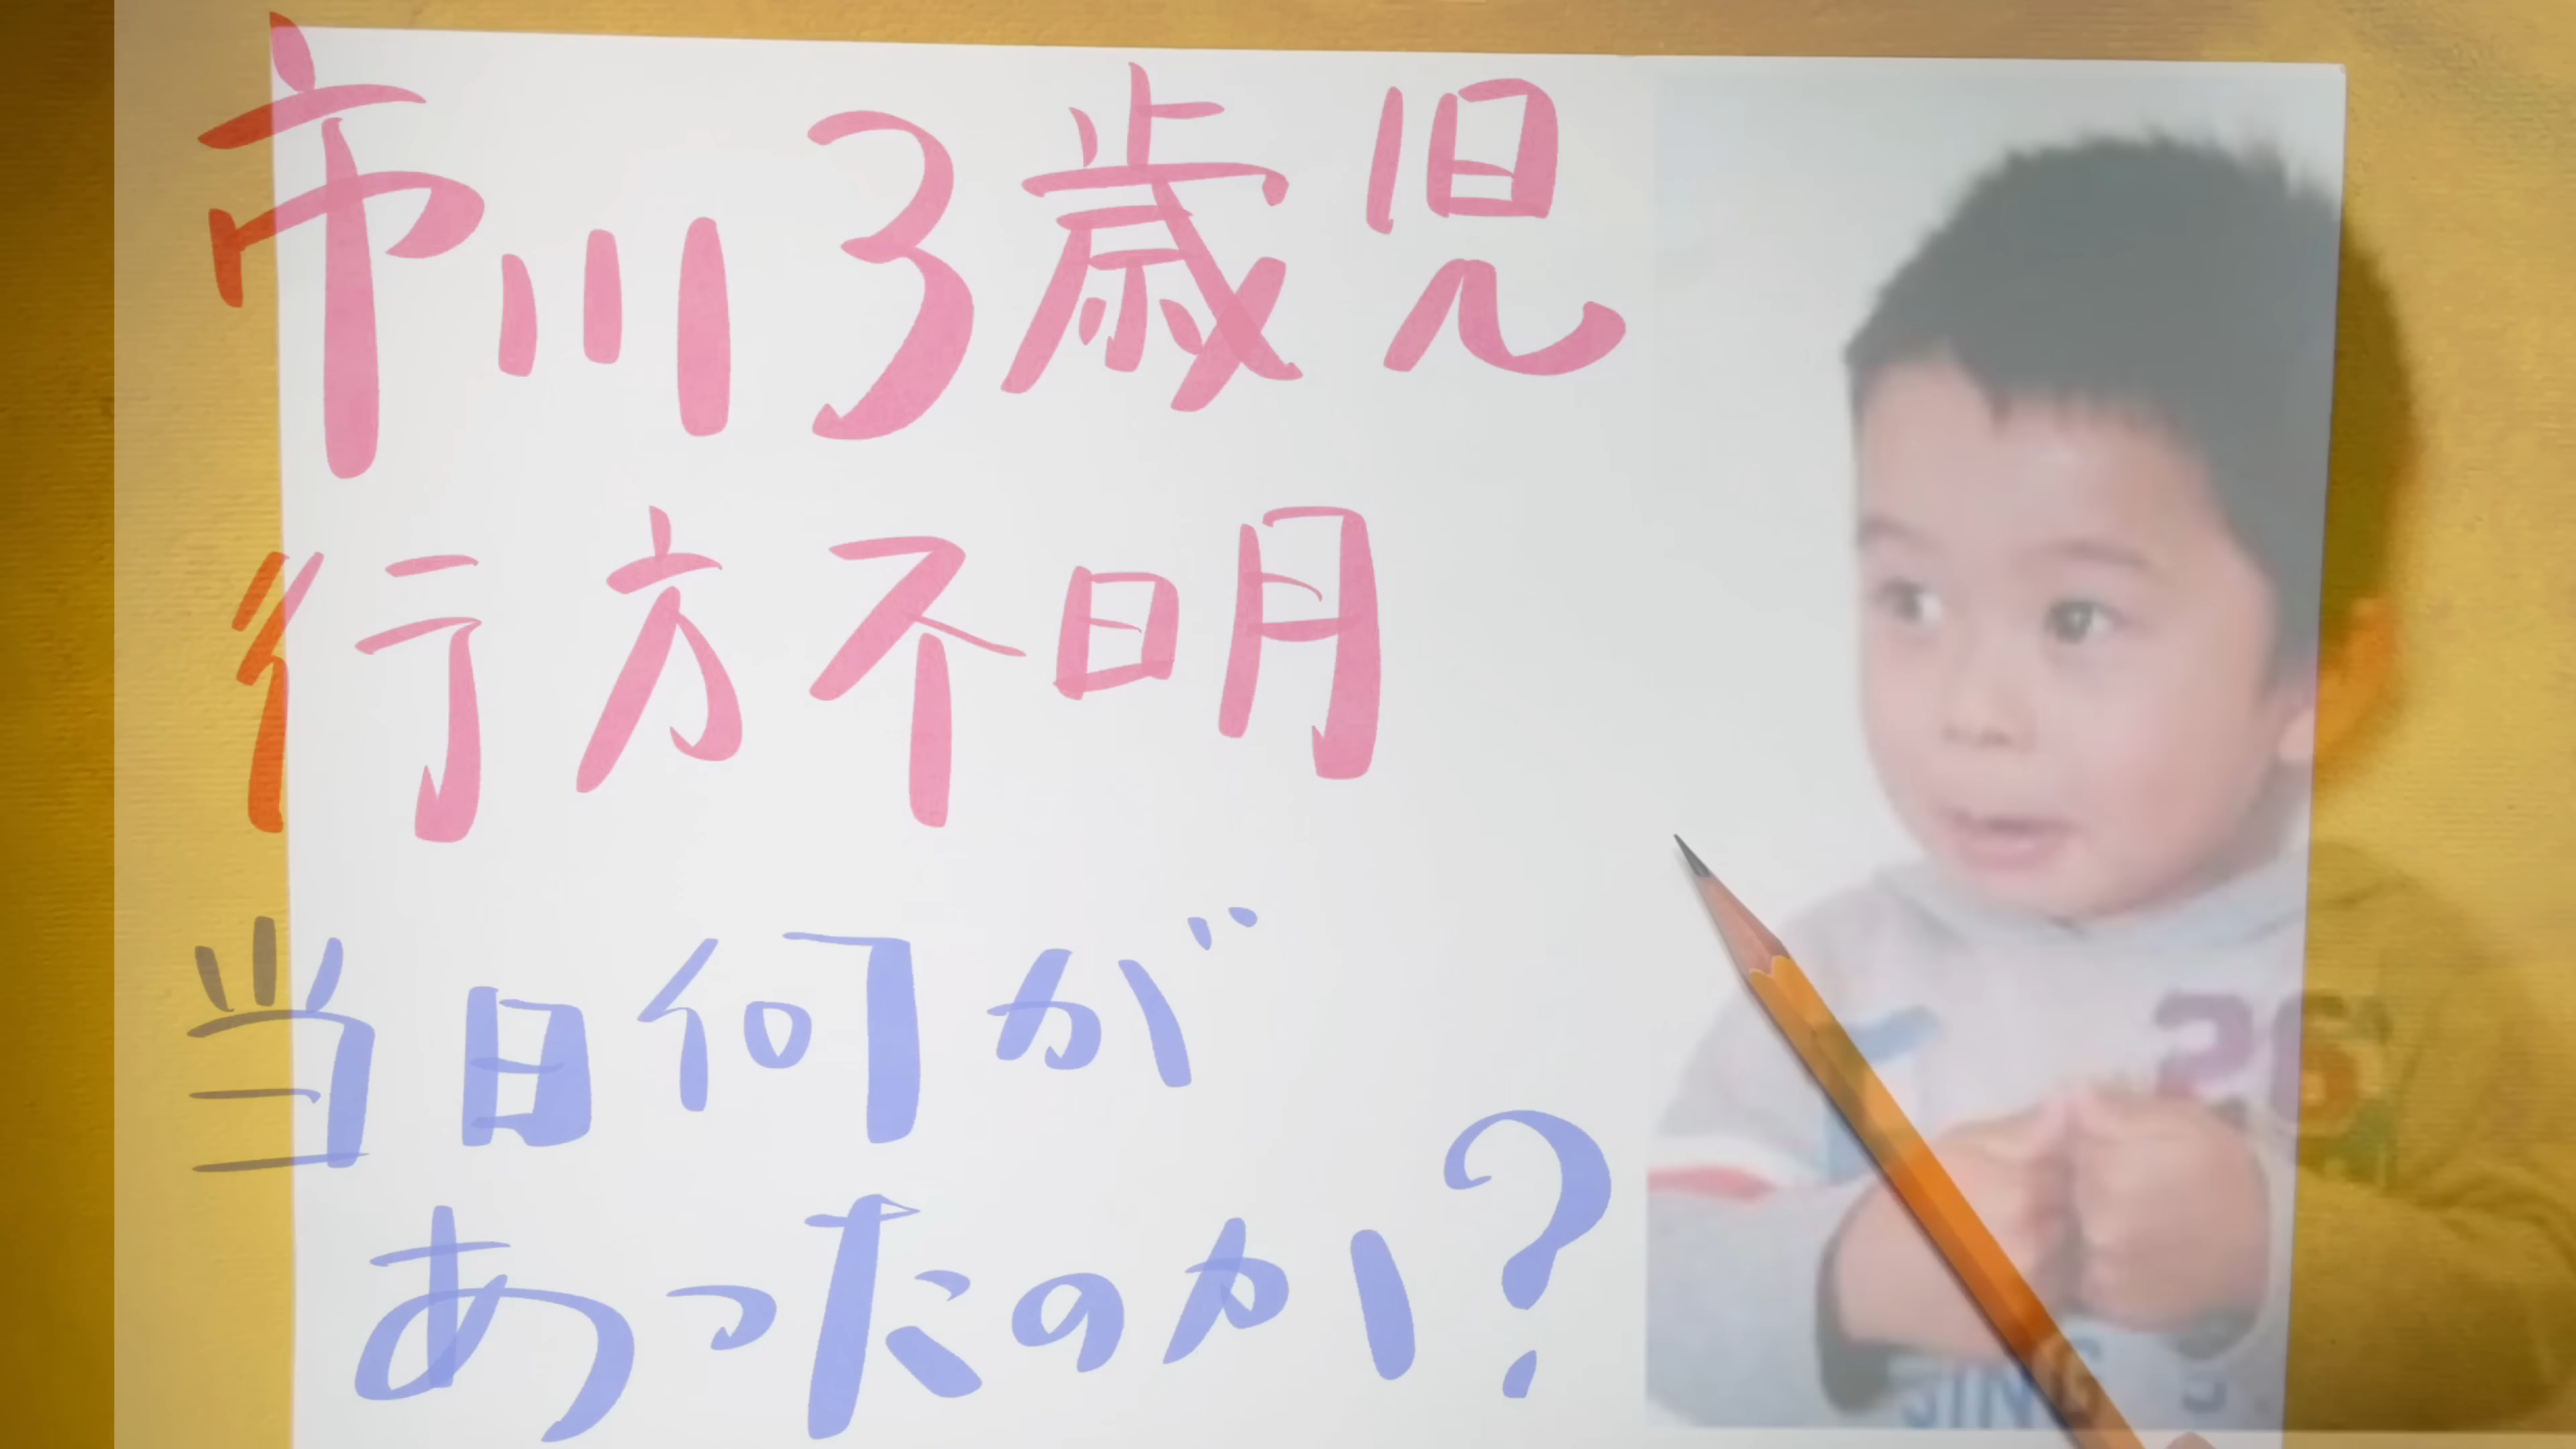 市川3歳児
行方不明
当日何が
あったのか?